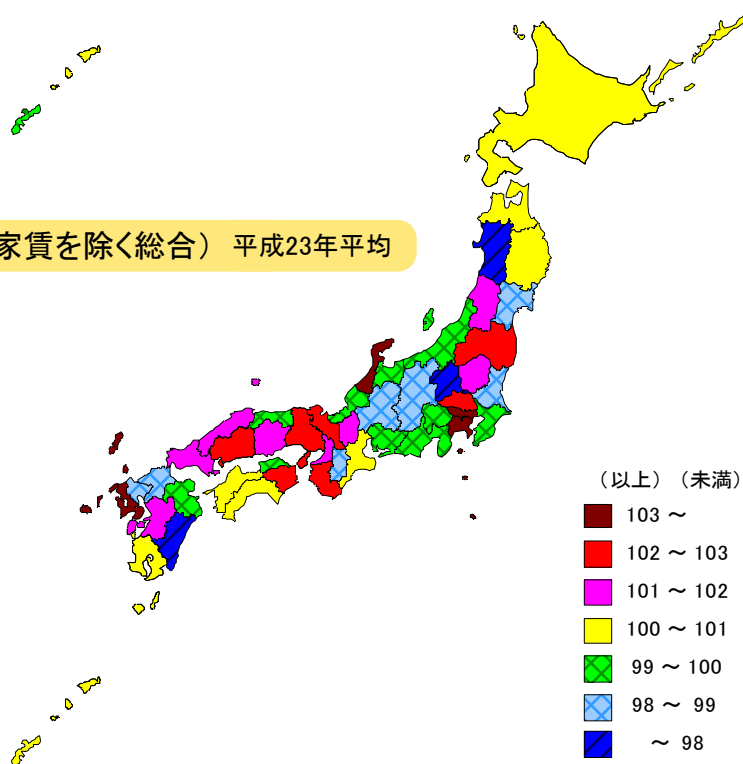 家賃を除く総合） 平成23年平均
（以上）（未満）
103 ～
102 ～ 103
101 ～ 102
100 ～ 101
99 ～ 100
98 ～ 99
～ 98